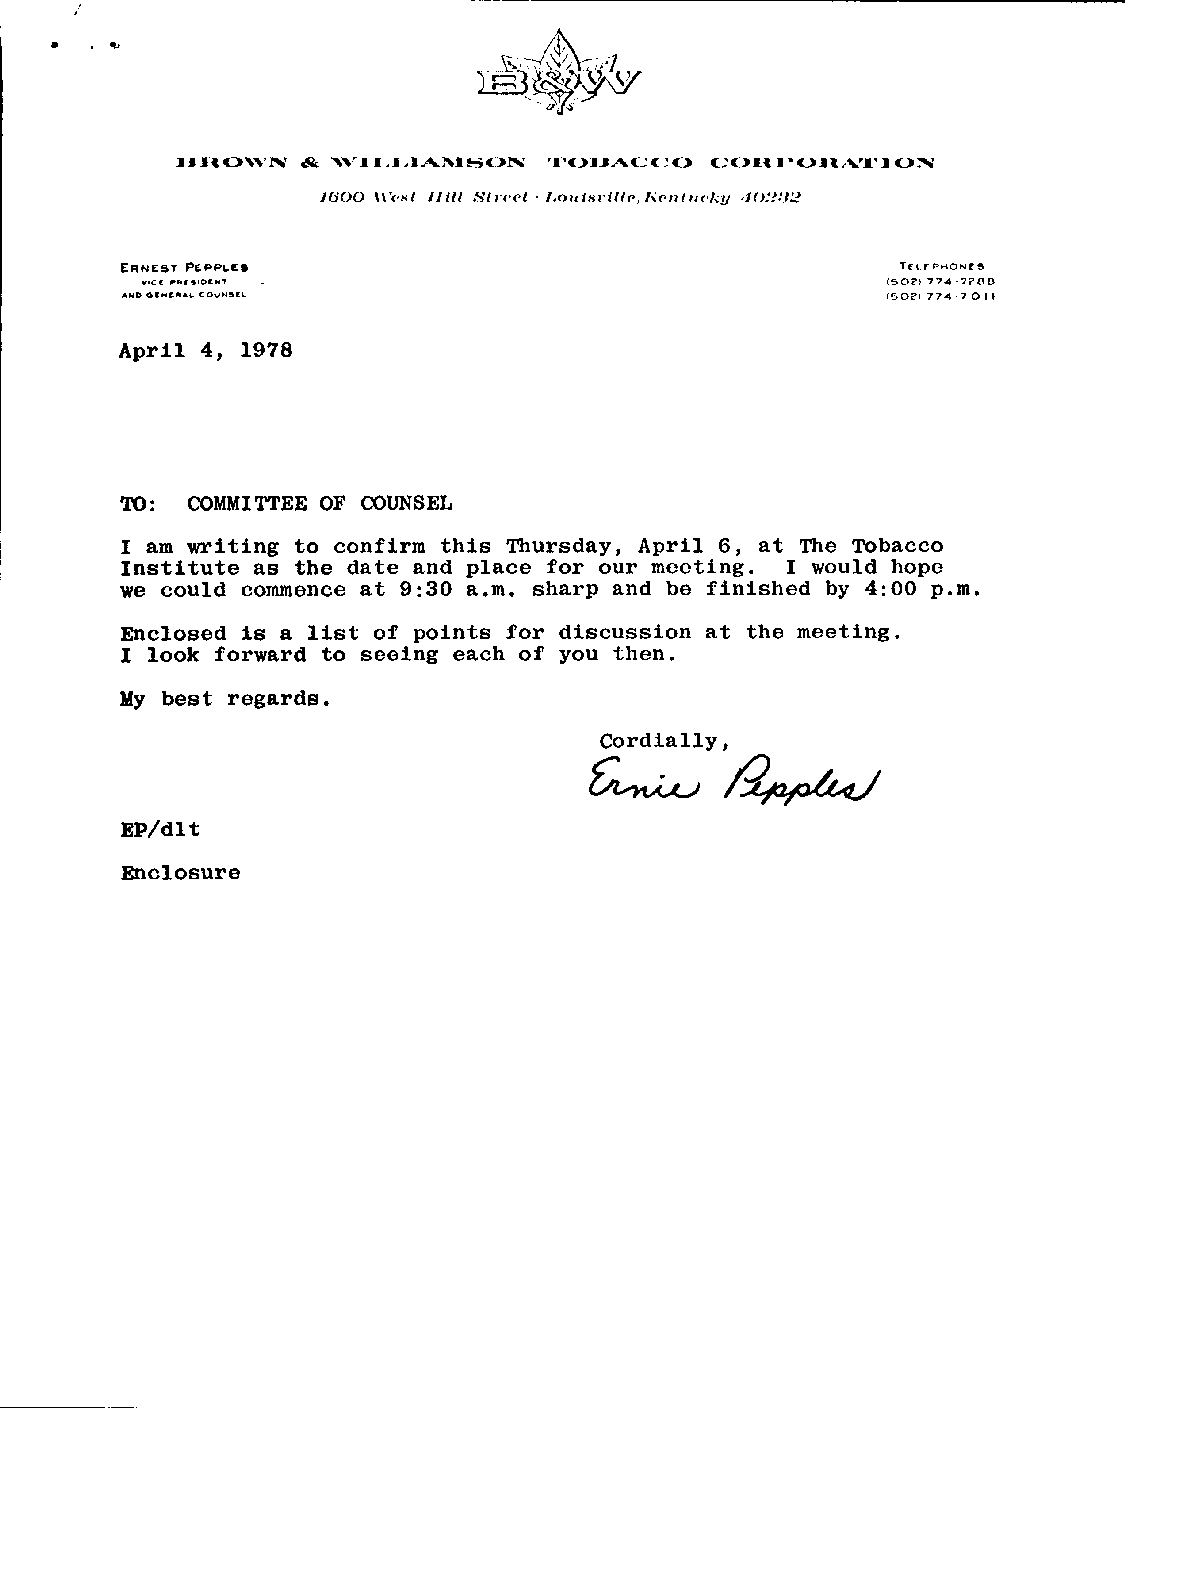 B&W
BROWN & WILLIAMSON TOBACCO CORPORATION
1600 West Hill Street · Louisville, Kentucky 40232
ERNEST PEPPLES
VICE PRESIDENT
AND GENERAL COUNSEL
TELEPHONES
(502) 774-7011
April 4, 1978
TO: COMMITTEE OF COUNSEL
I am writing to confirm this Thursday, April 6, at The Tobacco
Institute as the date and place for our meeting. I would hope
we could commence at 9:30 a.m. sharp and be finished by 4:00 p.m.
Enclosed is a list of points for discussion at the meeting.
I look forward to seeing each of you then.
My best regards.
Cordially,
Ernie Pepples
EP/dlt
Enclosure